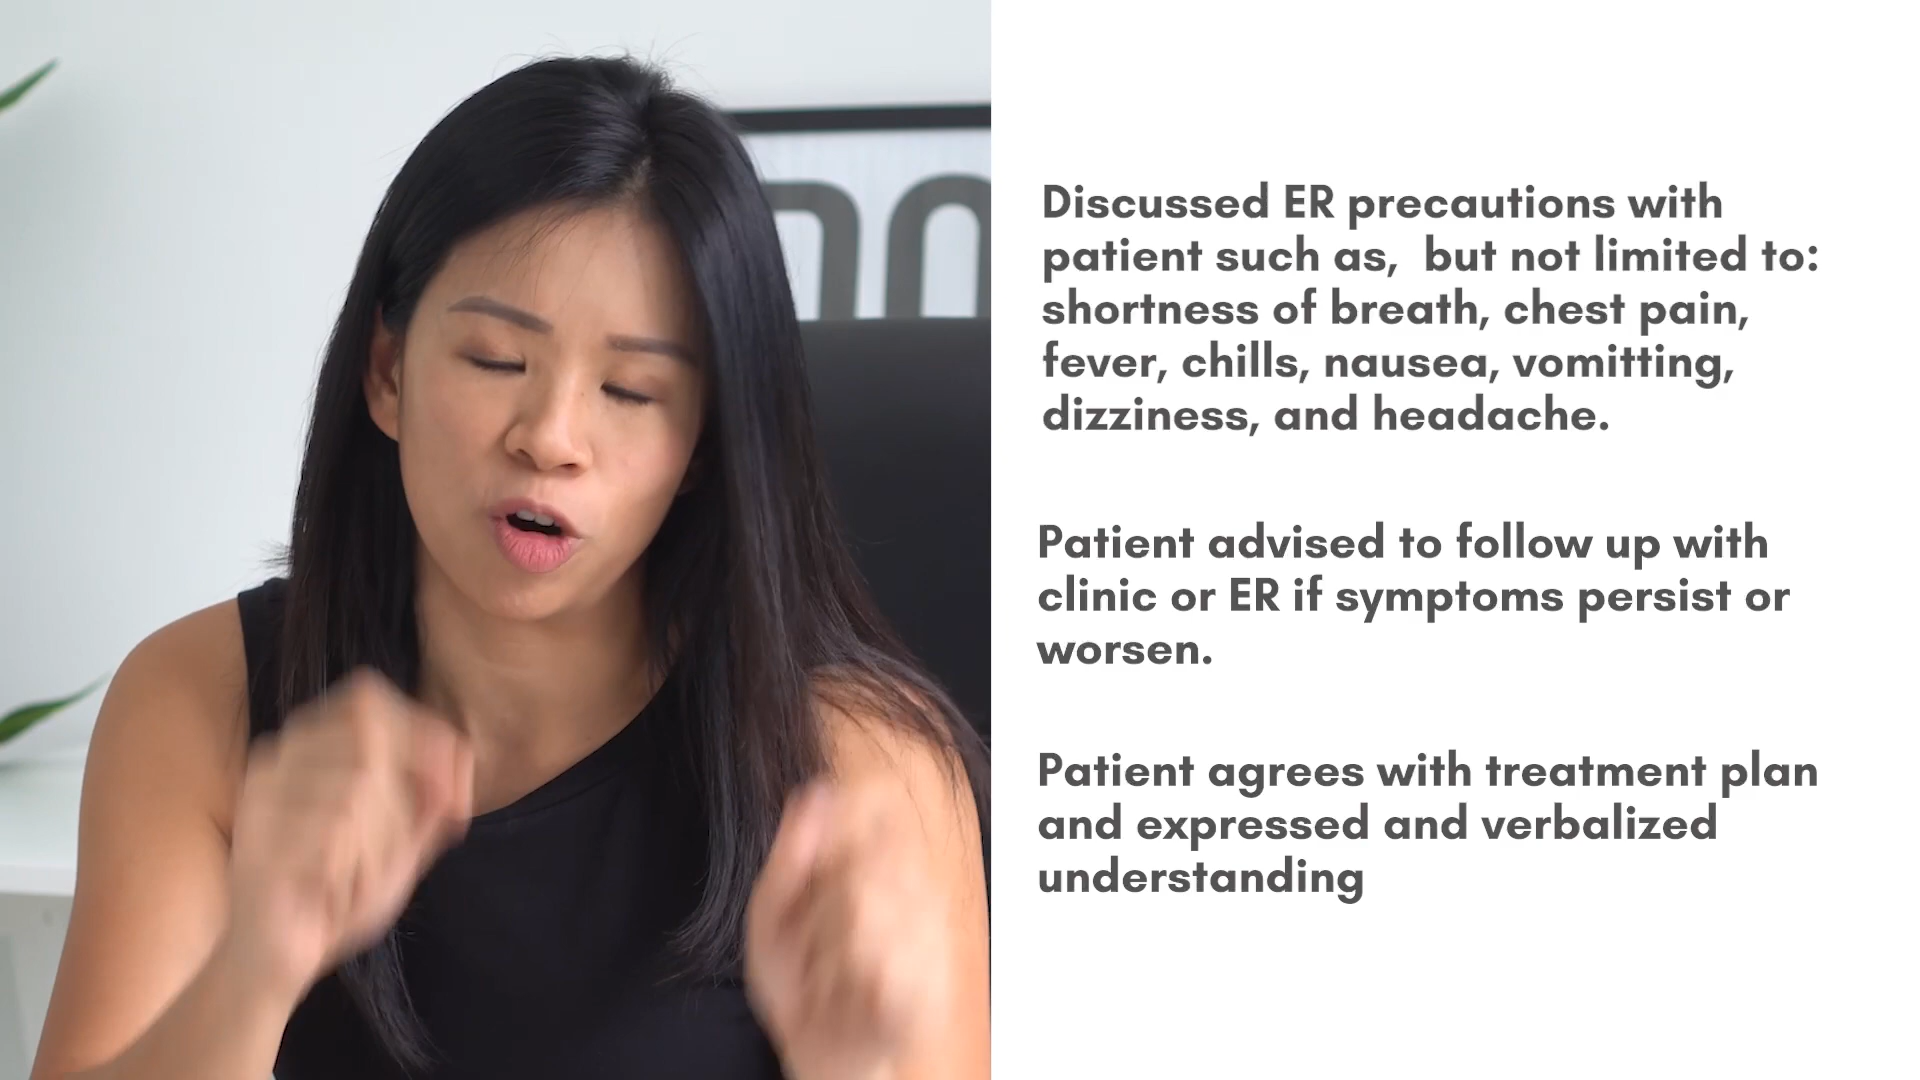 Discussed ER precautions with
patient such as,  but not limited to:
shortness of breath, chest pain,
fever, chills, nausea, vomitting,
dizziness, and headache.
Patient advised to follow up with
clinic or ER if symptoms persist or
worsen.
Patient agrees with treatment plan
and expressed and verbalized
understanding